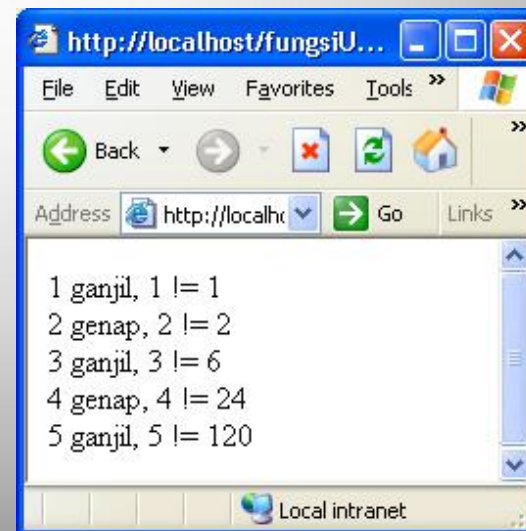 http://localhost/fungsiU...
File Edit View Favorites Tools »
Back »
Address http://localh Go Links »
1 ganjil, 1 != 1
2 genap, 2 != 2
3 ganjil, 3 != 6
4 genap, 4 != 24
5 ganjil, 5 != 120
Local intranet